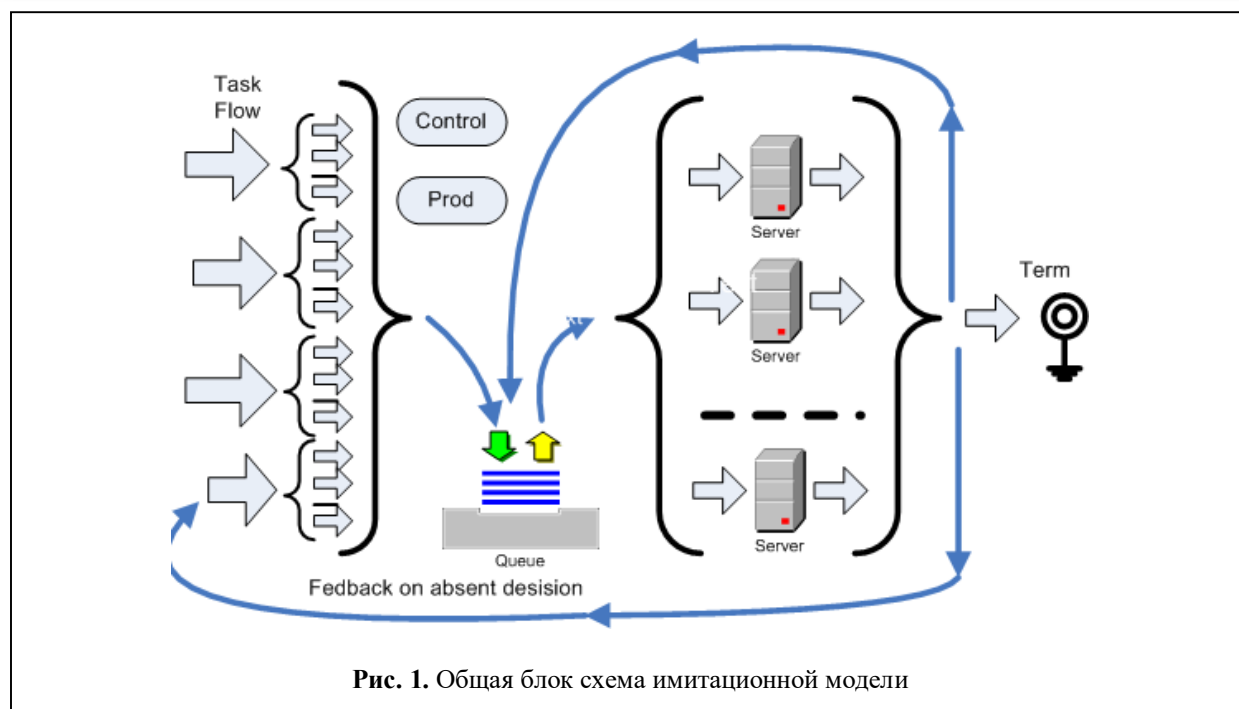 Task
Flow
Control
Prod
Server
Server
Term
Server
Queue
Fedback on absent desision
Рис. 1. Общая блок схема имитационной модели